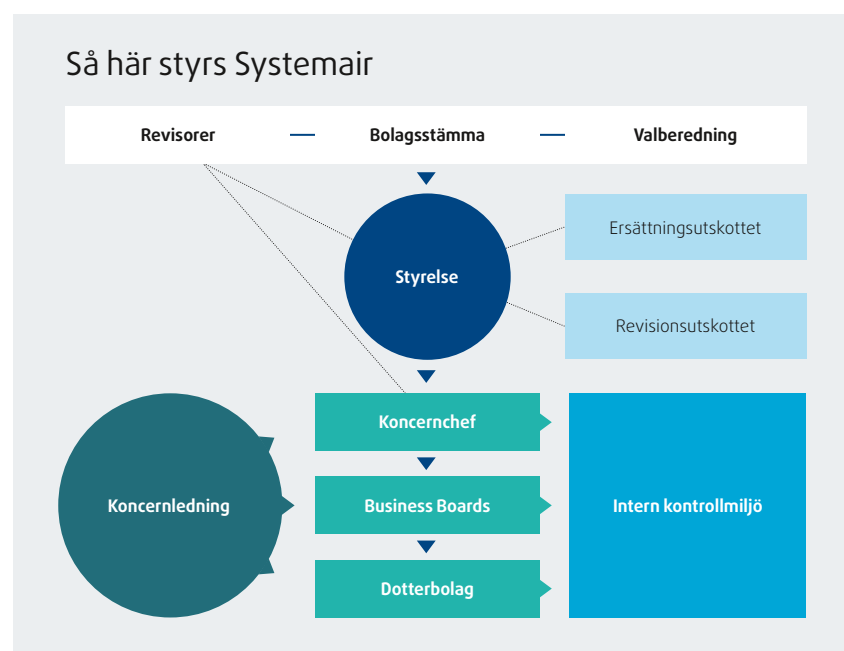 Så här styrs Systemair
Revisorer — Bolagsstämma — Valberedning
Styrelse
Ersättningsutskottet
Revisionsutskottet
Koncernledning
Koncernchef
Business Boards
Dotterbolag
Intern kontrollmiljö